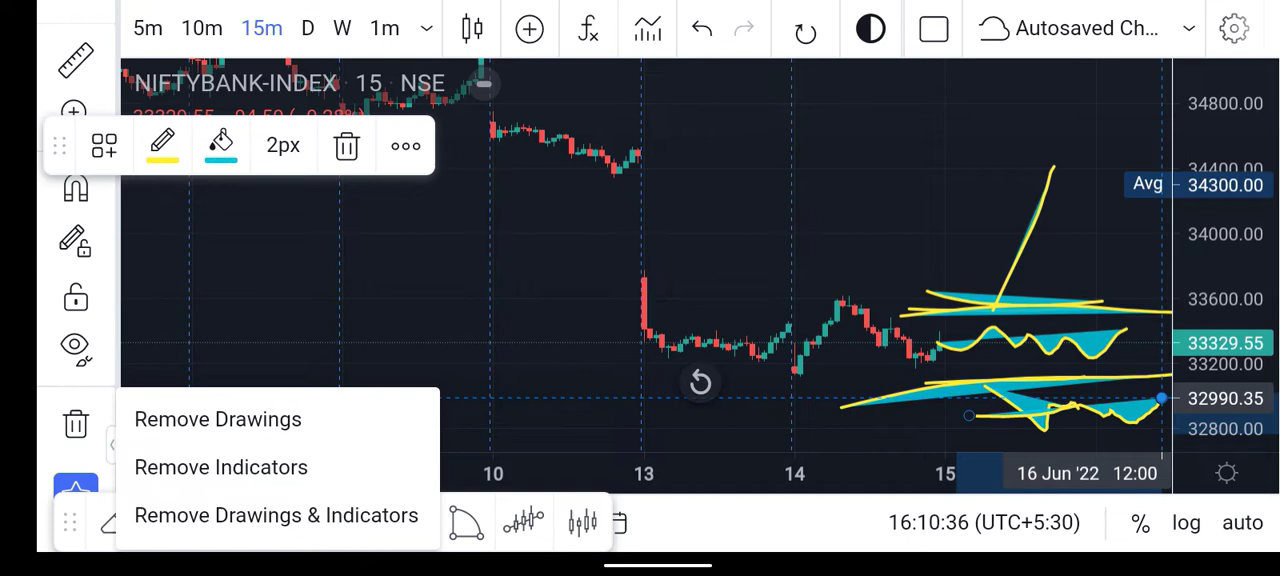 5m 10m 15m D W 1m Autosaved Ch...
NIFTYBANK-INDEX · 15 · NSE
33329.55
2px
34800.00
34400.00
Avg 34300.00
34000.00
33600.00
33329.55
33200.00
32990.35
32800.00
Remove Drawings
Remove Indicators
Remove Drawings & Indicators
10 13 14 15 16 Jun '22 12:00
16:10:36 (UTC+5:30) % log auto